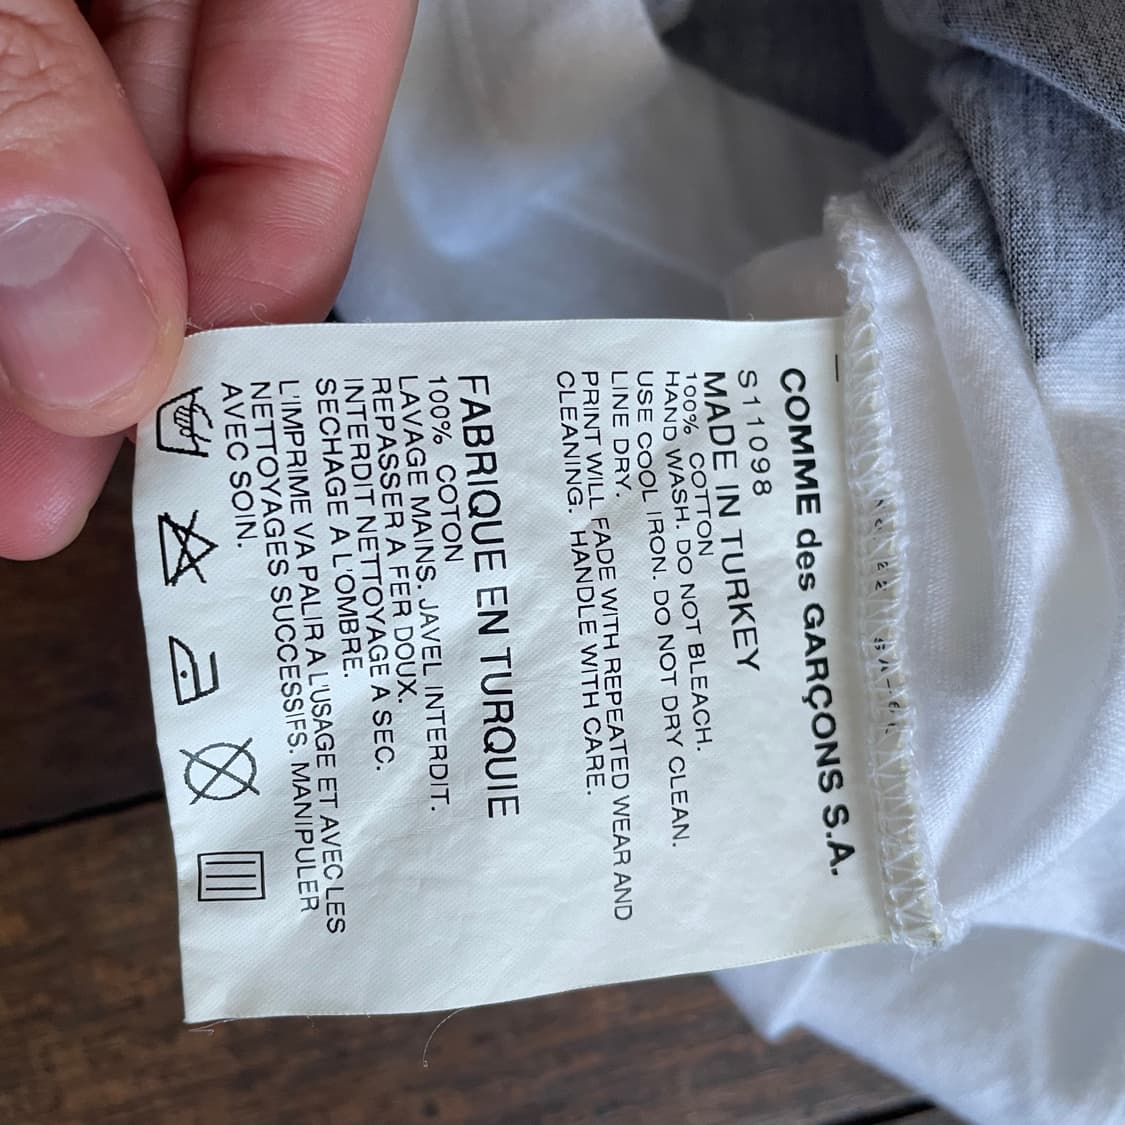 COMME des GARÇONS S.A.
S11098
MADE IN TURKEY
100% COTTON
HAND WASH. DO NOT BLEACH.
USE COOL IRON. DO NOT DRY CLEAN.
LINE DRY.
PRINT WILL FADE WITH REPEATED WEAR AND
CLEANING. HANDLE WITH CARE.
FABRIQUE EN TURQUIE
100% COTON
LAVAGE MAINS. JAVEL INTERDIT.
REPASSER A FER DOUX.
INTERDIT NETTOYAGE A SEC.
SECHAGE A L'OMBRE.
L'IMPRIME VA PALIR A L'USAGE ET AVEC LES
NETTOYAGES SUCCESSIFS. MANIPULER
AVEC SOIN.